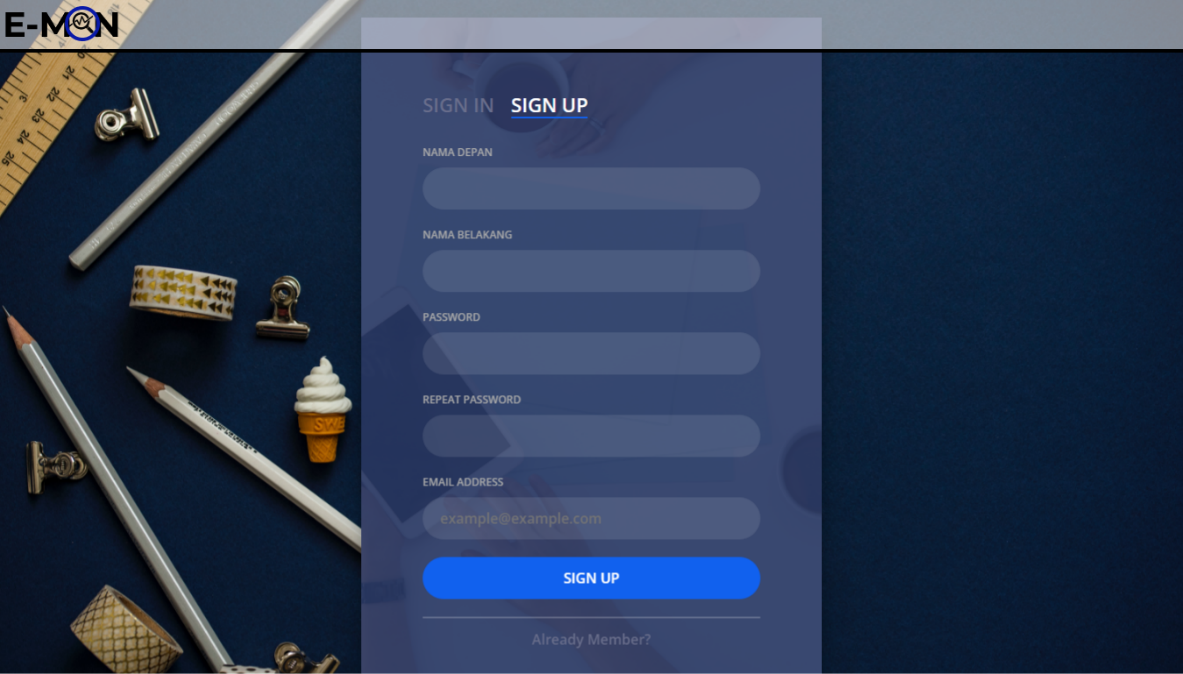 E-MON
SIGN IN SIGN UP
NAMA DEPAN
NAMA BELAKANG
PASSWORD
REPEAT PASSWORD
EMAIL ADDRESS
example@example.com
SIGN UP
Already Member?
SWE